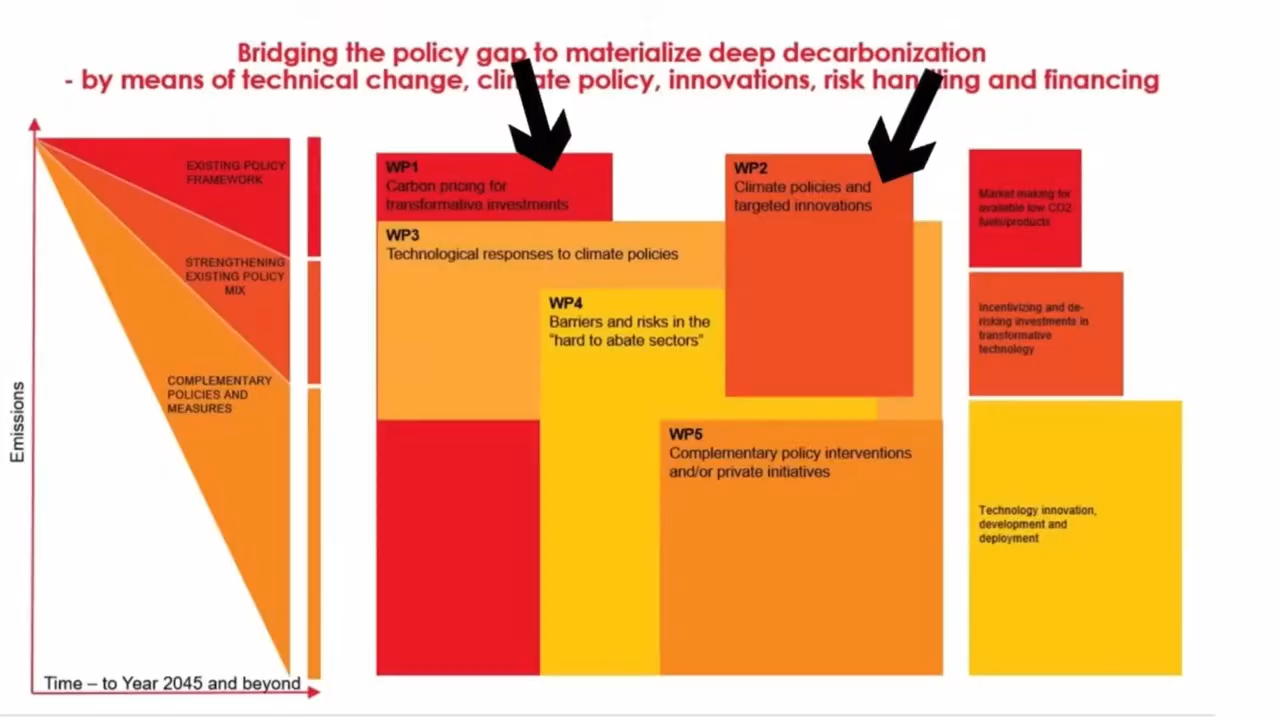 Bridging the policy gap to materialize deep decarbonization
- by means of technical change, climate policy, innovations, risk handling and financing
EXISTING POLICY
FRAMEWORK
STRENGTHENING
EXISTING POLICY
MIX
COMPLEMENTARY
POLICIES AND
MEASURES
Emissions
Time – to Year 2045 and beyond
WP1
Carbon pricing for
transformative investments
WP2
Climate policies and
targeted innovations
WP3
Technological responses to climate policies
WP4
Barriers and risks in the
"hard to abate sectors"
WP5
Complementary policy interventions
and/or private initiatives
Market making for
available low CO2
fuels/products
Incentivizing and de-
risking investments in
transformative
technology
Technology innovation,
development and
deployment